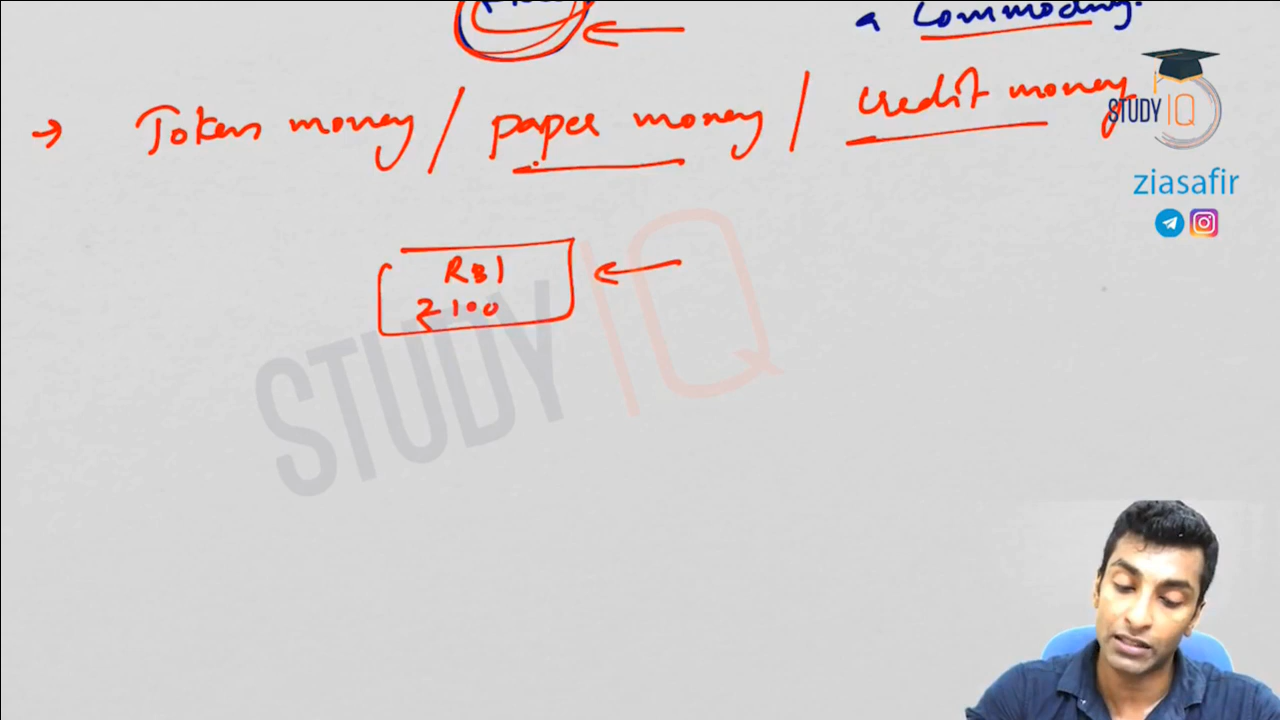 a Commodity.
→ Token money / paper money / credit money
STUDY IQ
ziasafir
RBI
₹100
STUDY IQ